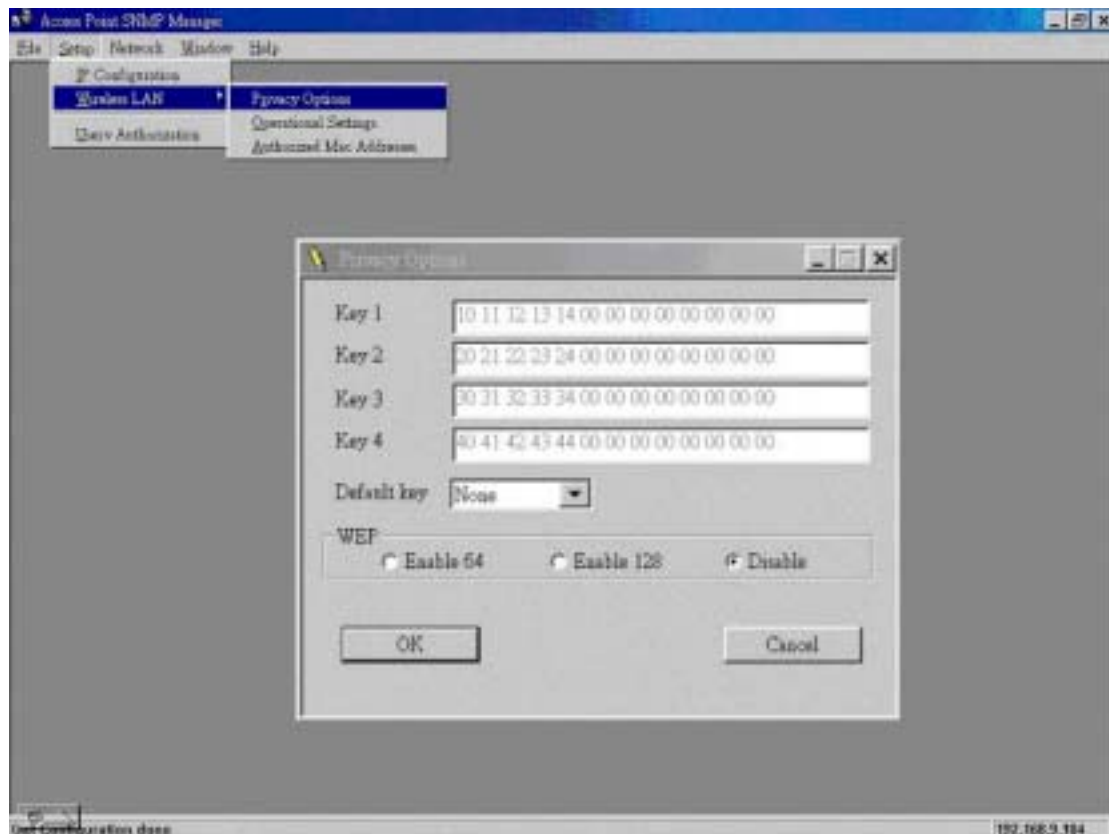 Access Point SNMP Manager
File Setup Network Window Help
IP Configuration
Wireless LAN
Privacy Options
Operational Settings
Authorized Mac Addresses
Authorization
Privacy Options
Key 1 10 11 12 13 14 00 00 00 00 00 00 00 00
Key 2 20 21 22 23 24 00 00 00 00 00 00 00 00
Key 3 30 31 32 33 34 00 00 00 00 00 00 00 00
Key 4 40 41 42 43 44 00 00 00 00 00 00 00 00
Default key None
WEP
Enable 64 Enable 128 Disable
OK Cancel
Configuration done
192.168.9.184